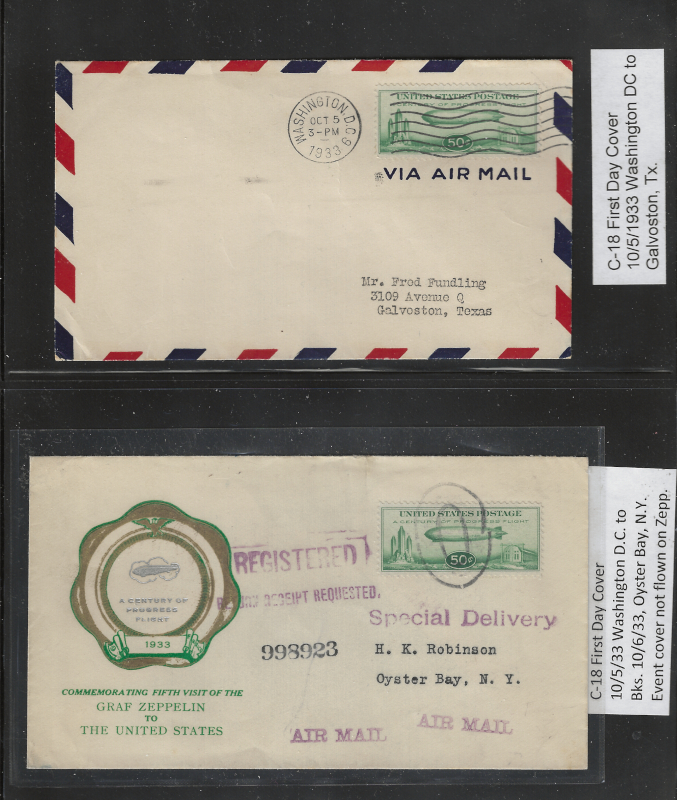 WASHINGTON, D.C. 9
OCT 5
3-PM
1933
UNITED STATES POSTAGE
A CENTURY OF PROGRESS FLIGHT
50¢
VIA AIR MAIL
Mr. Fred Fundling
3109 Avenue Q
Galveston, Texas
C-18 First Day Cover
10/5/1933 Washington DC to
Galvoston, Tx.
UNITED STATES POSTAGE
A CENTURY OF PROGRESS FLIGHT
50¢
REGISTERED
RETURN RECEIPT REQUESTED.
Special Delivery
998923
H. K. Robinson
Oyster Bay, N. Y.
AIR MAIL
AIR MAIL
A CENTURY OF
PROGRESS
FLIGHT
1933
COMMEMORATING FIFTH VISIT OF THE
GRAF ZEPPELIN
TO
THE UNITED STATES
C-18 First Day Cover
10/5/33 Washington D.C. to
Bks. 10/6/33, Oyster Bay, N.Y.
Event cover not flown on Zepp.